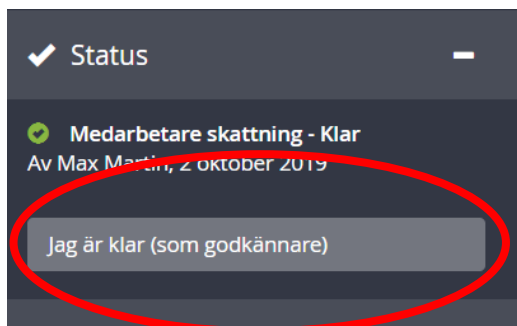 Status
Medarbetare skattning - Klar
Av Max Martin, 2 oktober 2019
Jag är klar (som godkännare)